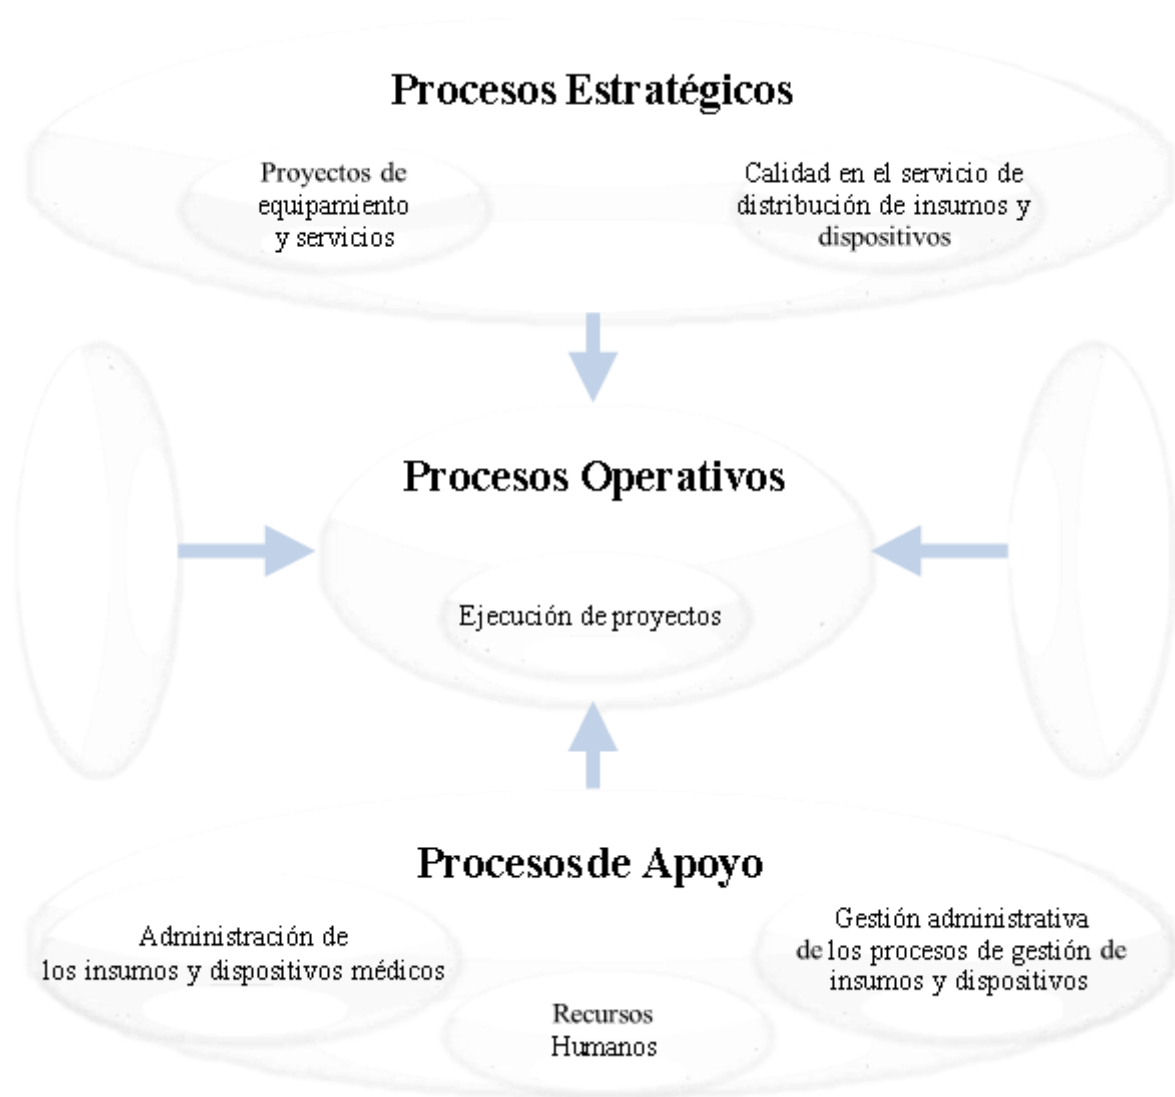 Procesos Estratégicos
Proyectos de
equipamiento
y servicios
Calidad en el servicio de
distribución de insumos y
dispositivos
Procesos Operativos
Ejecución de proyectos
Procesos de Apoyo
Administración de
los insumos y dispositivos médicos
Recursos
Humanos
Gestión administrativa
de los procesos de gestión de
insumos y dispositivos